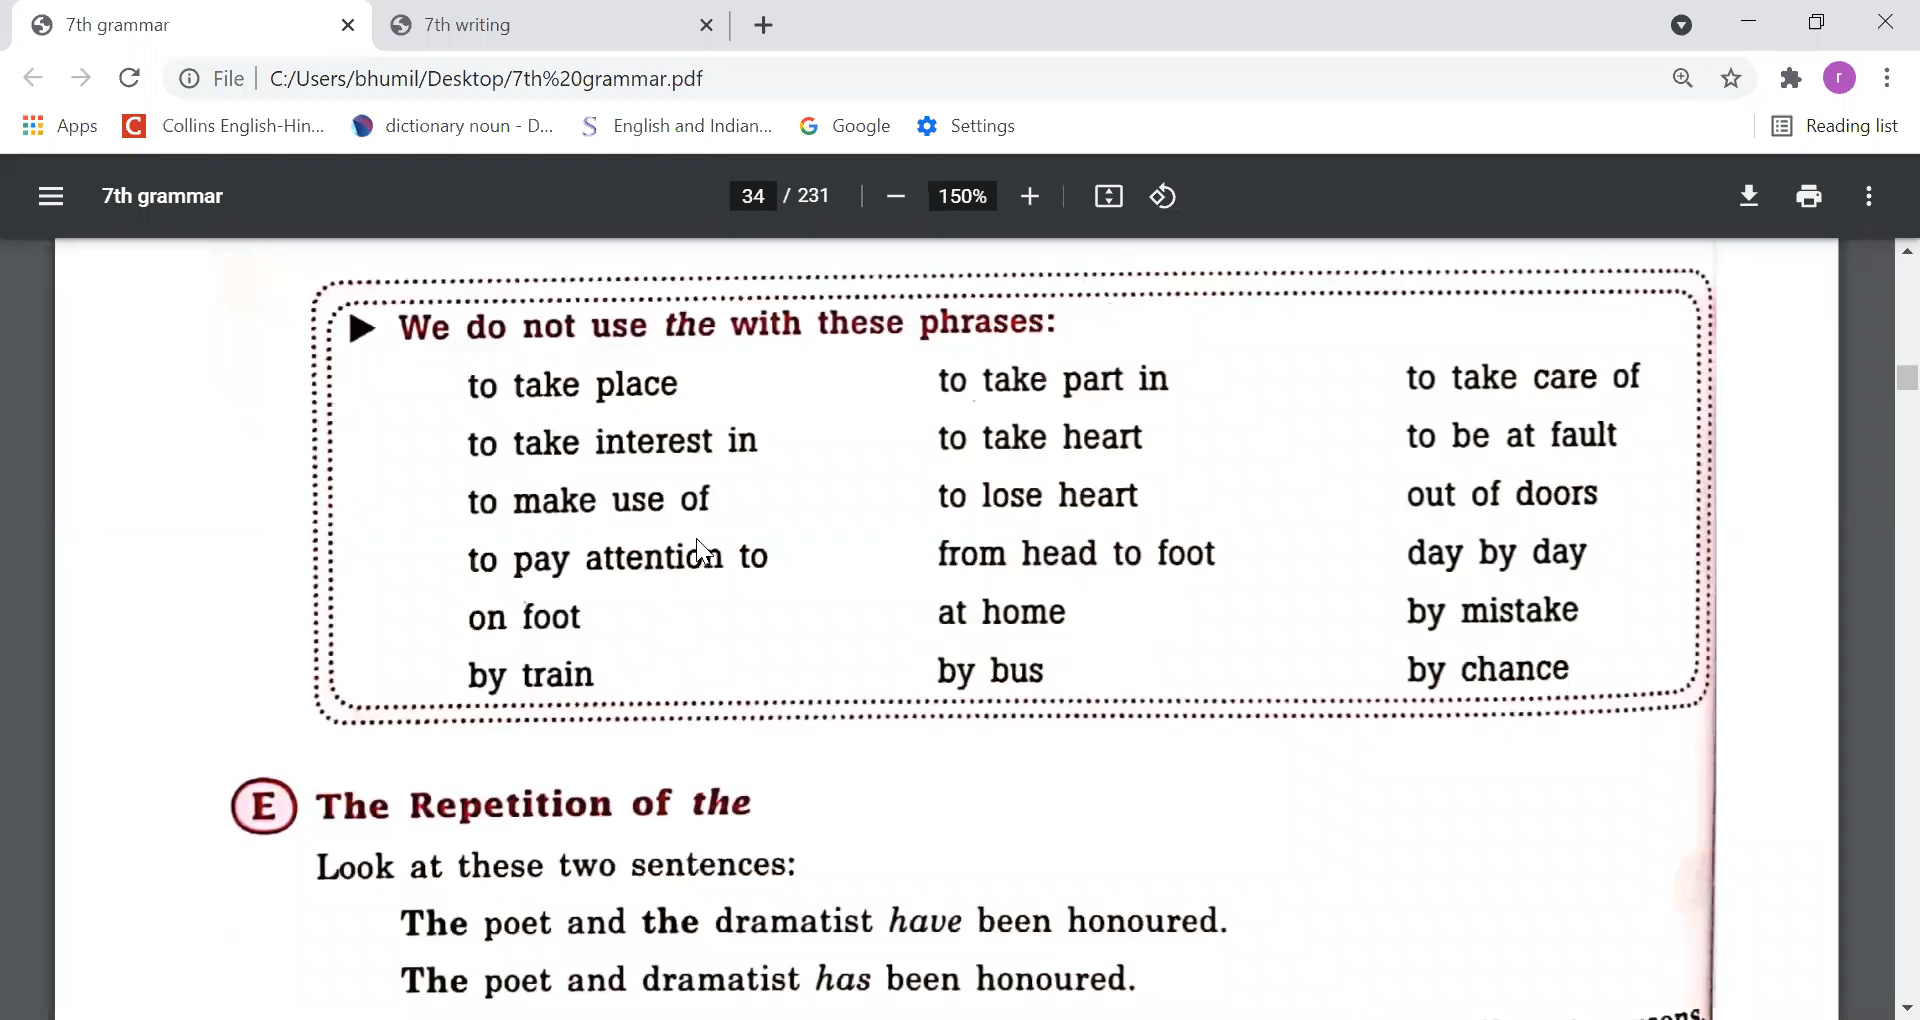 7th grammar
7th writing
File C:/Users/bhumil/Desktop/7th%20grammar.pdf
r
Apps Collins English-Hin... dictionary noun - D... English and Indian... Google Settings Reading list
7th grammar 34 / 231 150%
We do not use the with these phrases:
to take place to take part in to take care of
to take interest in to take heart to be at fault
to make use of to lose heart out of doors
to pay attention to from head to foot day by day
on foot at home by mistake
by train by bus by chance
E The Repetition of the
Look at these two sentences:
The poet and the dramatist have been honoured.
The poet and dramatist has been honoured.